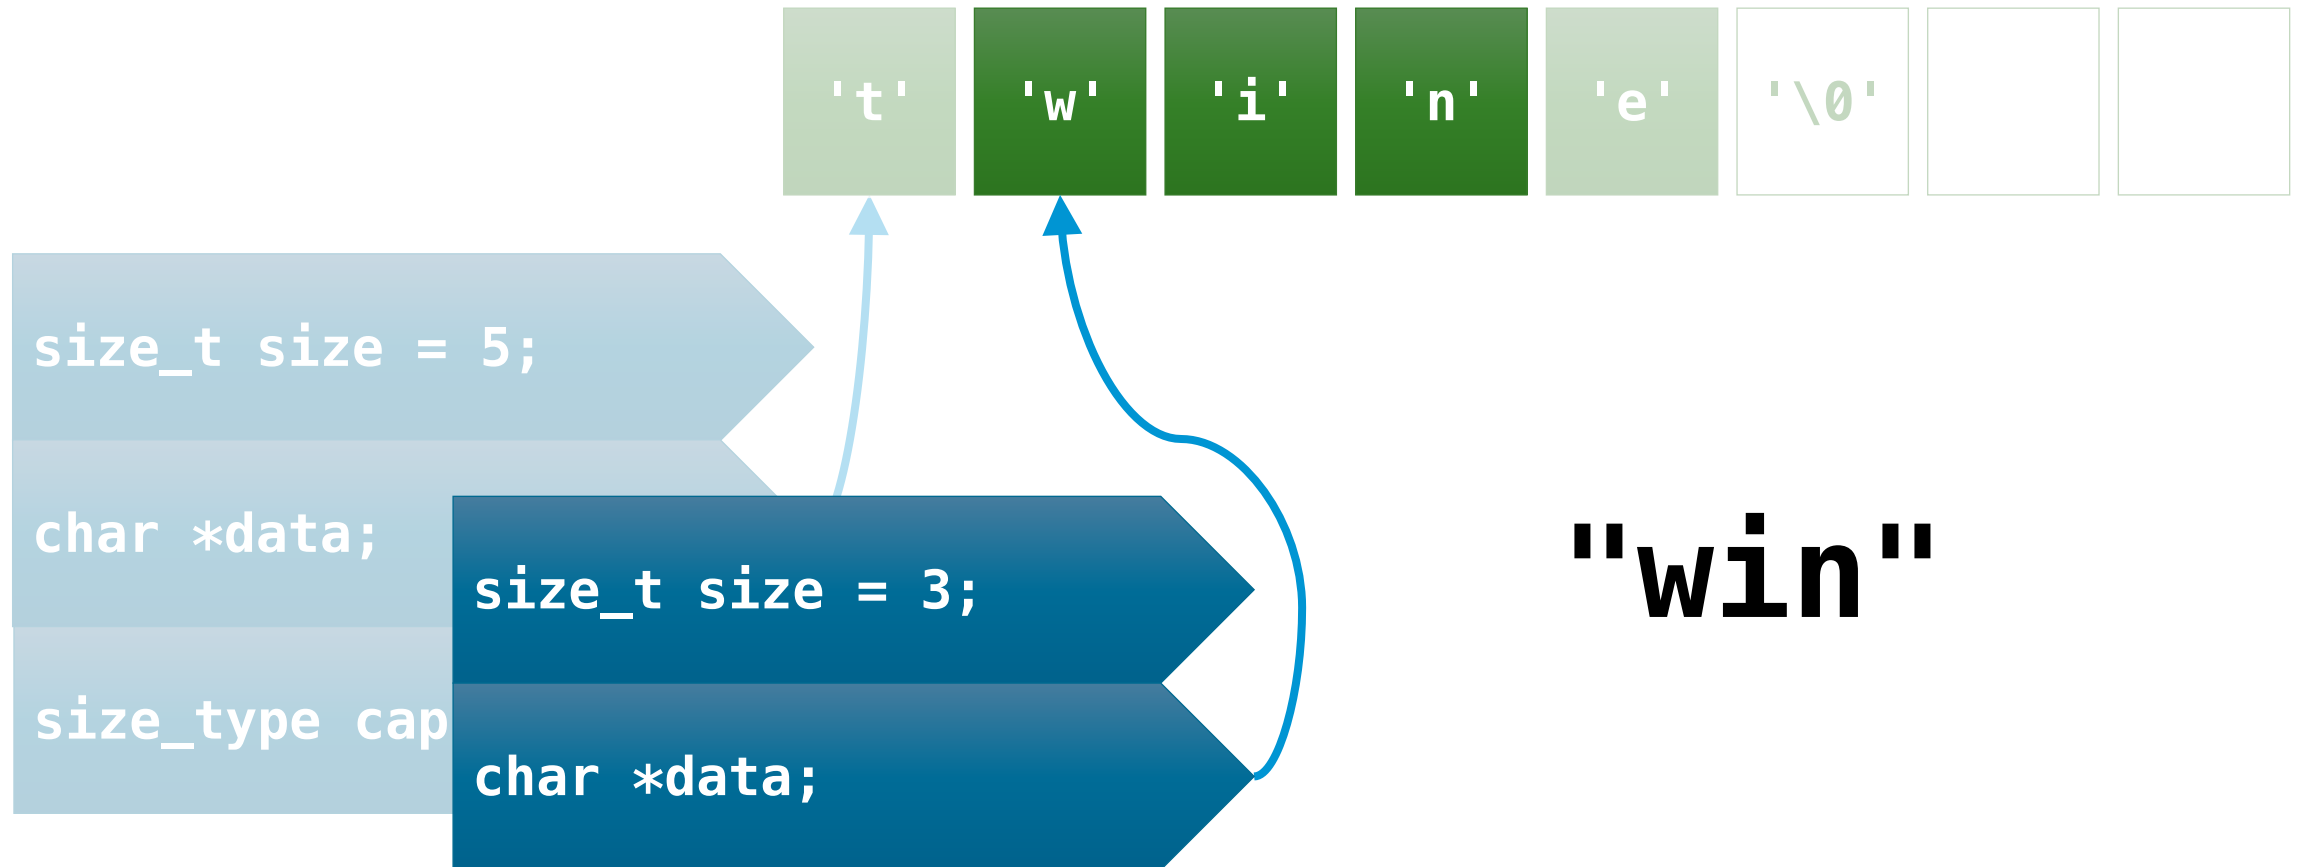 't' 'w' 'i' 'n' 'e' '\0'
size_t size = 5;
char *data;
size_type cap
size_t size = 3;
char *data;
"win"